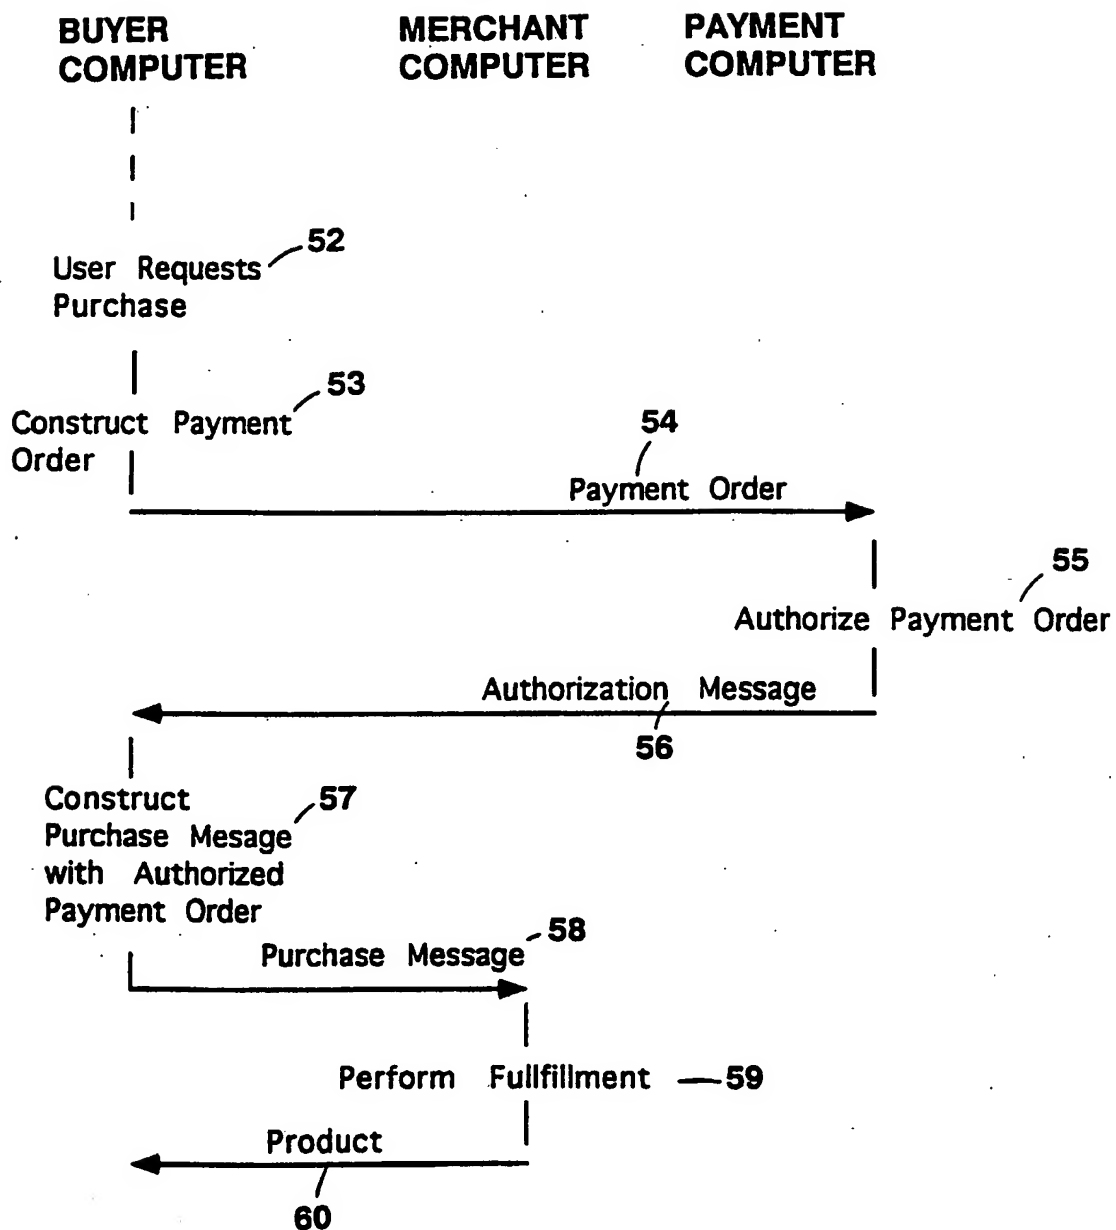 BUYER
COMPUTER
MERCHANT
COMPUTER
PAYMENT
COMPUTER
52
User Requests
Purchase
53
Construct Payment
Order
54
Payment Order
55
Authorize Payment Order
Authorization Message
56
57
Construct
Purchase Mesage
with Authorized
Payment Order
58
Purchase Message
Perform Fullfillment
59
Product
60